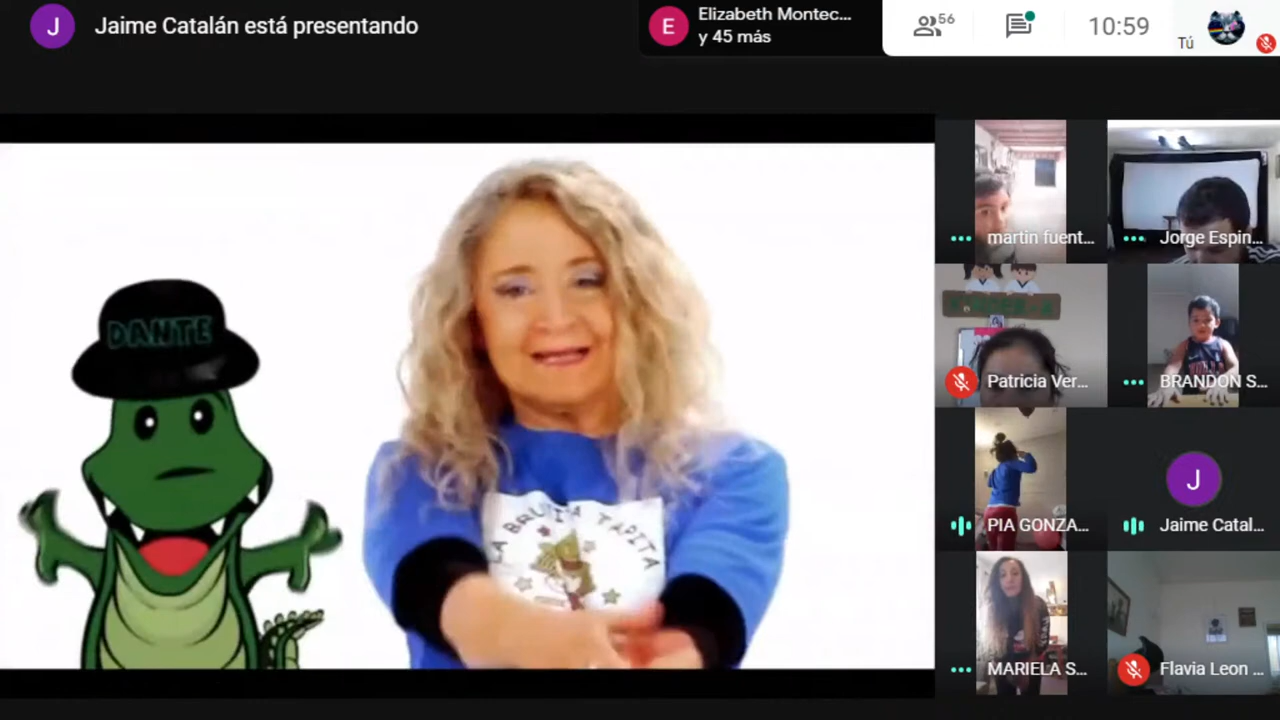 J
Jaime Catalán está presentando
E
Elizabeth Montec...
y 45 más
56
10:59
Tú
DANTE
LA BRUJITA TAPITA
martin fuent...
Jorge Espin...
Patricia Ver...
BRANDON S...
PIA GONZA...
J
Jaime Catal...
MARIELA S...
Flavia Leon ...